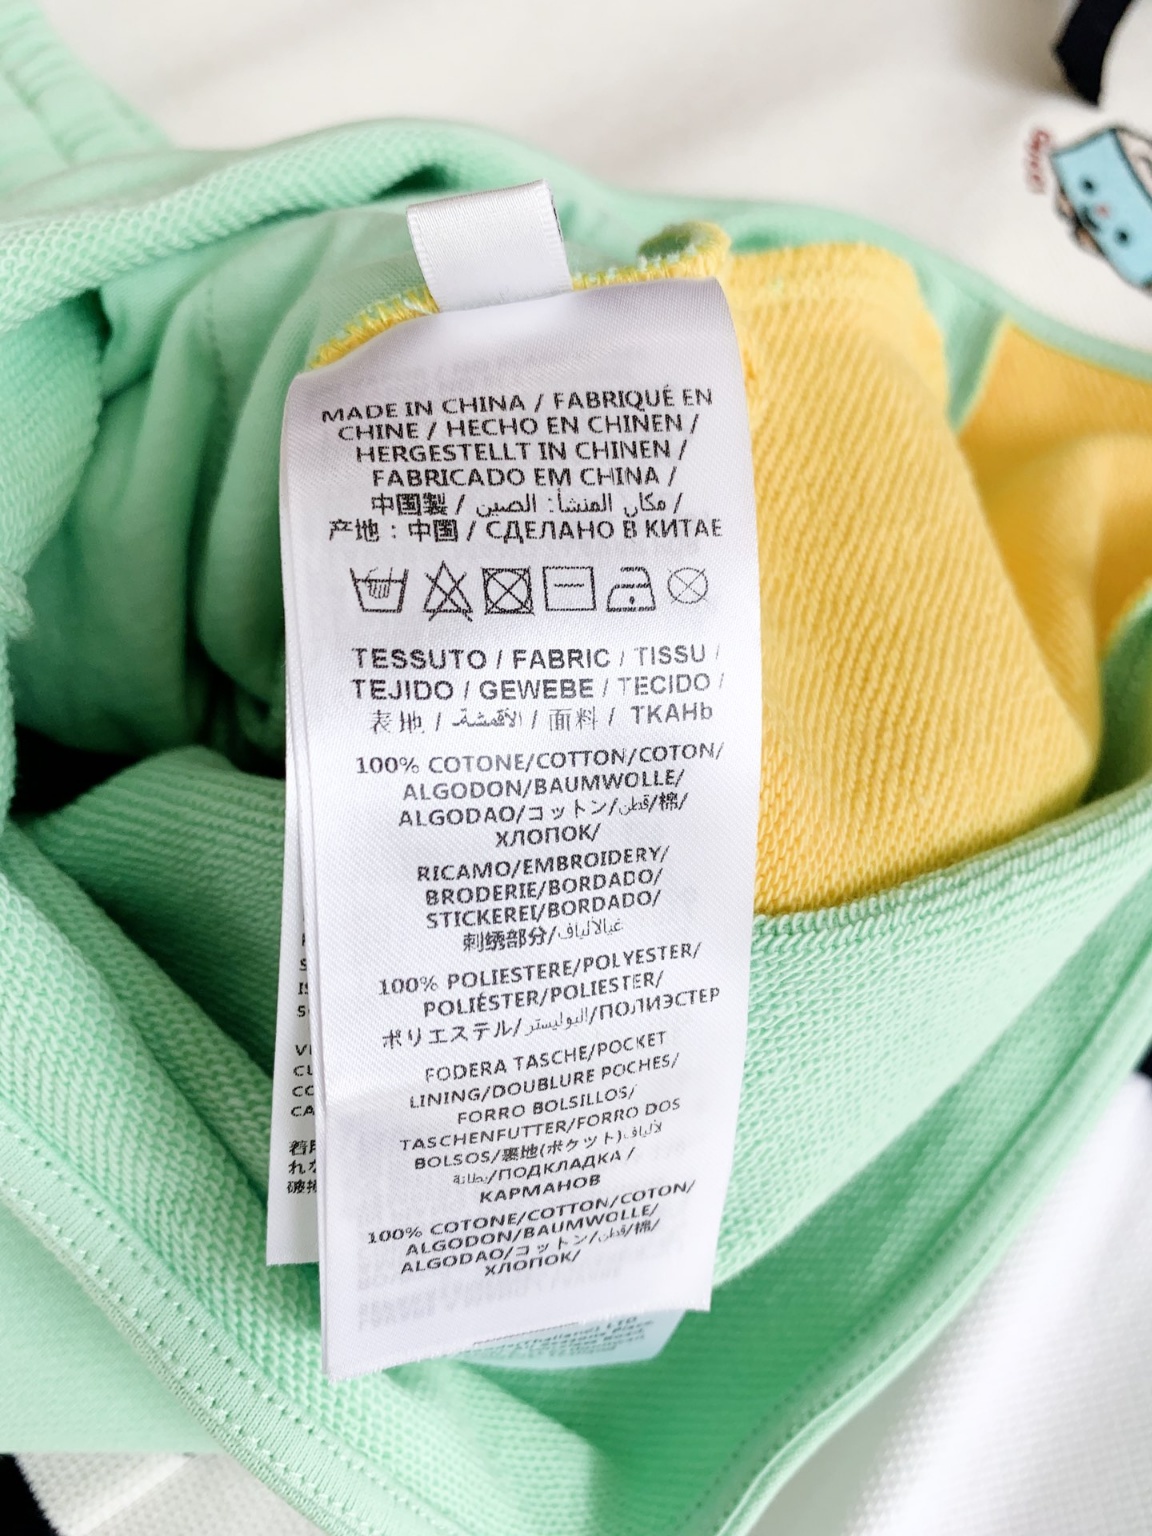 MADE IN CHINA / FABRIQUÉ EN
CHINE / HECHO EN CHINEN /
HERGESTELLT IN CHINEN /
FABRICADO EM CHINA /
中国製 / مكان المنشأ: الصين /
产地：中国 / СДЕЛАНО В КИТАЕ
TESSUTO / FABRIC / TISSU /
TEJIDO / GEWEBE / TECIDO /
表地 / الأقمشة / 面料 / TKAHb
100% COTONE/COTTON/COTON/
ALGODON/BAUMWOLLE/
ALGODAO/コットン/قطن/棉/
ХЛОПОК/
RICAMO/EMBROIDERY/
BRODERIE/BORDADO/
STICKEREI/BORDADO/
刺绣部分/
100% POLIESTERE/POLYESTER/
POLIÉSTER/POLIESTER/
ポリエステル/البوليستر/ПОЛИЭСТЕР
FODERA TASCHE/POCKET
LINING/DOUBLURE POCHES/
FORRO BOLSILLOS/
TASCHENFUTTER/FORRO DOS
BOLSOS/裏地(ポケット)
بطانة/ПОДКЛАДКА /
КАРМАНОВ
100% COTONE/COTTON/COTON/
ALGODON/BAUMWOLLE/
ALGODAO/コットン/قطن/棉/
ХЛОПОК/